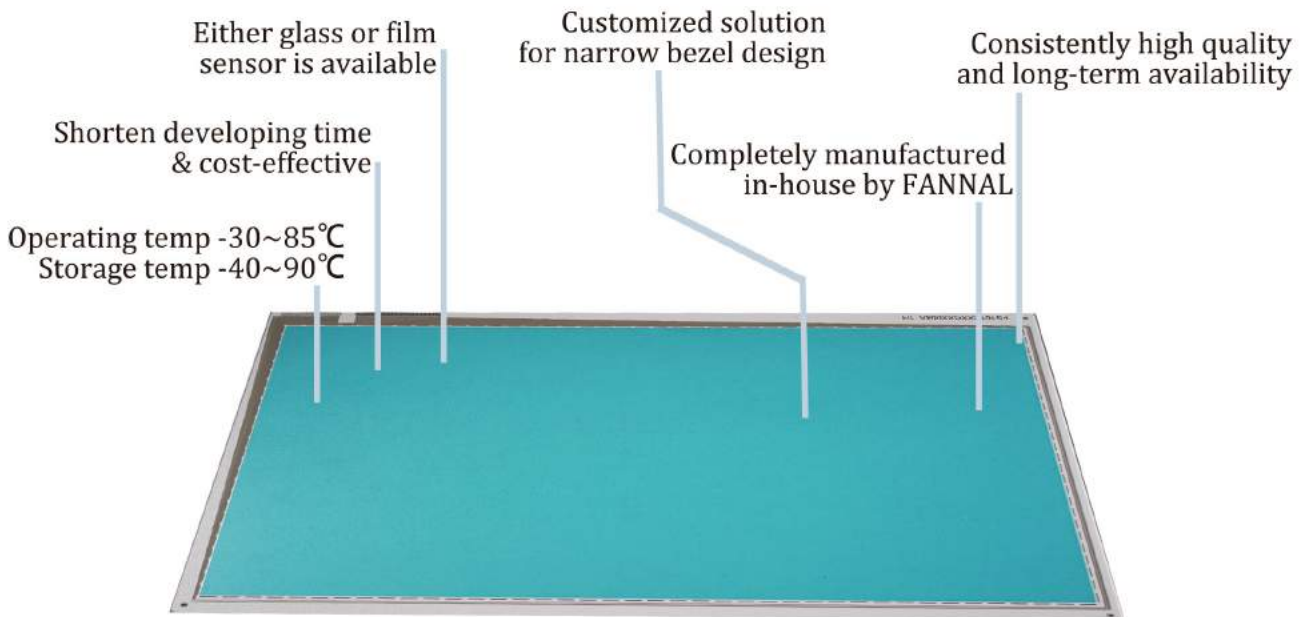 Either glass or film
sensor is available
Customized solution
for narrow bezel design
Consistently high quality
and long-term availability
Shorten developing time
& cost-effective
Completely manufactured
in-house by FANNAL
Operating temp -30~85℃
Storage temp -40~90℃